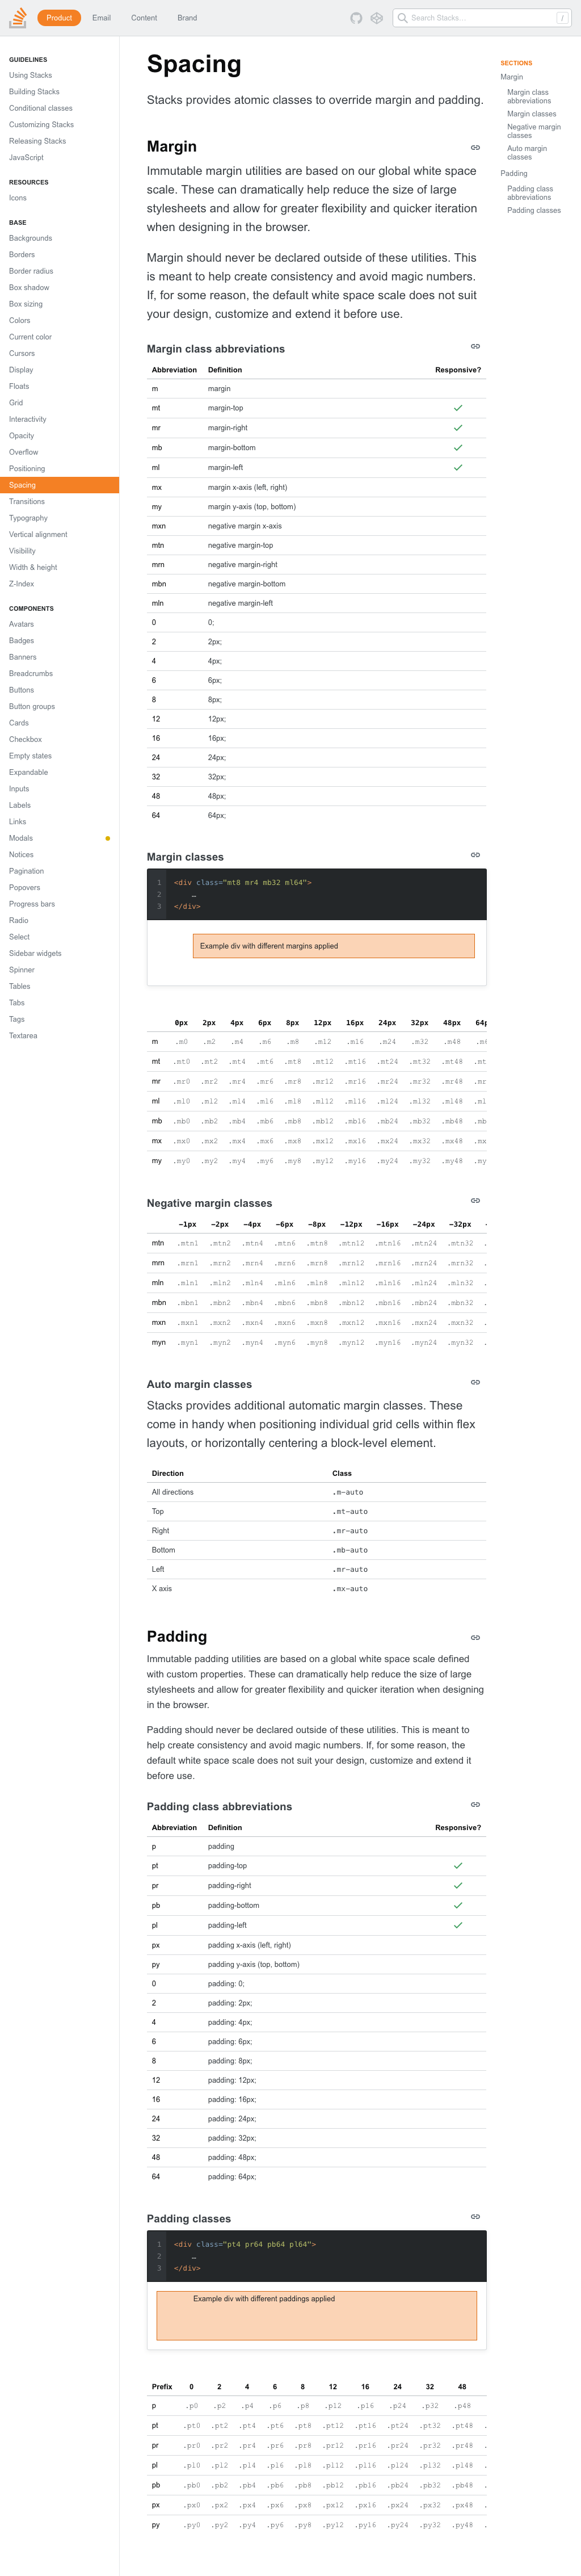 Product Email Content Brand Search Stacks… /
GUIDELINES
Using Stacks
Building Stacks
Conditional classes
Customizing Stacks
Releasing Stacks
JavaScript
RESOURCES
Icons
BASE
Backgrounds
Borders
Border radius
Box shadow
Box sizing
Colors
Current color
Cursors
Display
Floats
Grid
Interactivity
Opacity
Overflow
Positioning
Spacing
Transitions
Typography
Vertical alignment
Visibility
Width & height
Z-Index
COMPONENTS
Avatars
Badges
Banners
Breadcrumbs
Buttons
Button groups
Cards
Checkbox
Empty states
Expandable
Inputs
Labels
Links
Modals
Notices
Pagination
Popovers
Progress bars
Radio
Select
Sidebar widgets
Spinner
Tables
Tabs
Tags
Textarea
Spacing
Stacks provides atomic classes to override margin and padding.
Margin
Immutable margin utilities are based on our global white space
scale. These can dramatically help reduce the size of large
stylesheets and allow for greater flexibility and quicker iteration
when designing in the browser.
Margin should never be declared outside of these utilities. This
is meant to help create consistency and avoid magic numbers.
If, for some reason, the default white space scale does not suit
your design, customize and extend it before use.
Margin class abbreviations
Abbreviation Definition Responsive?
m margin
mt margin-top
mr margin-right
mb margin-bottom
ml margin-left
mx margin x-axis (left, right)
my margin y-axis (top, bottom)
mxn negative margin x-axis
mtn negative margin-top
mrn negative margin-right
mbn negative margin-bottom
mln negative margin-left
0 0;
2 2px;
4 4px;
6 6px;
8 8px;
12 12px;
16 16px;
24 24px;
32 32px;
48 48px;
64 64px;
Margin classes
1 <div class="mt8 mr4 mb32 ml64">
2 …
3 </div>
Example div with different margins applied
0px 2px 4px 6px 8px 12px 16px 24px 32px 48px 64p
m .m0 .m2 .m4 .m6 .m8 .m12 .m16 .m24 .m32 .m48 .m6
mt .mt0 .mt2 .mt4 .mt6 .mt8 .mt12 .mt16 .mt24 .mt32 .mt48 .mt
mr .mr0 .mr2 .mr4 .mr6 .mr8 .mr12 .mr16 .mr24 .mr32 .mr48 .mr
ml .ml0 .ml2 .ml4 .ml6 .ml8 .ml12 .ml16 .ml24 .ml32 .ml48 .ml
mb .mb0 .mb2 .mb4 .mb6 .mb8 .mb12 .mb16 .mb24 .mb32 .mb48 .mb
mx .mx0 .mx2 .mx4 .mx6 .mx8 .mx12 .mx16 .mx24 .mx32 .mx48 .mx
my .my0 .my2 .my4 .my6 .my8 .my12 .my16 .my24 .my32 .my48 .my
Negative margin classes
−1px −2px −4px −6px −8px −12px −16px −24px −32px -
mtn .mtn1 .mtn2 .mtn4 .mtn6 .mtn8 .mtn12 .mtn16 .mtn24 .mtn32 .
mrn .mrn1 .mrn2 .mrn4 .mrn6 .mrn8 .mrn12 .mrn16 .mrn24 .mrn32 .
mln .mln1 .mln2 .mln4 .mln6 .mln8 .mln12 .mln16 .mln24 .mln32 .
mbn .mbn1 .mbn2 .mbn4 .mbn6 .mbn8 .mbn12 .mbn16 .mbn24 .mbn32 .
mxn .mxn1 .mxn2 .mxn4 .mxn6 .mxn8 .mxn12 .mxn16 .mxn24 .mxn32 .
myn .myn1 .myn2 .myn4 .myn6 .myn8 .myn12 .myn16 .myn24 .myn32 .
Auto margin classes
Stacks provides additional automatic margin classes. These
come in handy when positioning individual grid cells within flex
layouts, or horizontally centering a block-level element.
Direction Class
All directions .m-auto
Top .mt-auto
Right .mr-auto
Bottom .mb-auto
Left .mr-auto
X axis .mx-auto
Padding
Immutable padding utilities are based on a global white space scale defined
with custom properties. These can dramatically help reduce the size of large
stylesheets and allow for greater flexibility and quicker iteration when designing
in the browser.
Padding should never be declared outside of these utilities. This is meant to
help create consistency and avoid magic numbers. If, for some reason, the
default white space scale does not suit your design, customize and extend it
before use.
Padding class abbreviations
Abbreviation Definition Responsive?
p padding
pt padding-top
pr padding-right
pb padding-bottom
pl padding-left
px padding x-axis (left, right)
py padding y-axis (top, bottom)
0 padding: 0;
2 padding: 2px;
4 padding: 4px;
6 padding: 6px;
8 padding: 8px;
12 padding: 12px;
16 padding: 16px;
24 padding: 24px;
32 padding: 32px;
48 padding: 48px;
64 padding: 64px;
Padding classes
1 <div class="pt4 pr64 pb64 pl64">
2 …
3 </div>
Example div with different paddings applied
Prefix 0 2 4 6 8 12 16 24 32 48
p .p0 .p2 .p4 .p6 .p8 .p12 .p16 .p24 .p32 .p48
pt .pt0 .pt2 .pt4 .pt6 .pt8 .pt12 .pt16 .pt24 .pt32 .pt48 .
pr .pr0 .pr2 .pr4 .pr6 .pr8 .pr12 .pr16 .pr24 .pr32 .pr48 .
pl .pl0 .pl2 .pl4 .pl6 .pl8 .pl12 .pl16 .pl24 .pl32 .pl48 .
pb .pb0 .pb2 .pb4 .pb6 .pb8 .pb12 .pb16 .pb24 .pb32 .pb48 .
px .px0 .px2 .px4 .px6 .px8 .px12 .px16 .px24 .px32 .px48 .
py .py0 .py2 .py4 .py6 .py8 .py12 .py16 .py24 .py32 .py48 .
SECTIONS
Margin
Margin class
abbreviations
Margin classes
Negative margin
classes
Auto margin
classes
Padding
Padding class
abbreviations
Padding classes